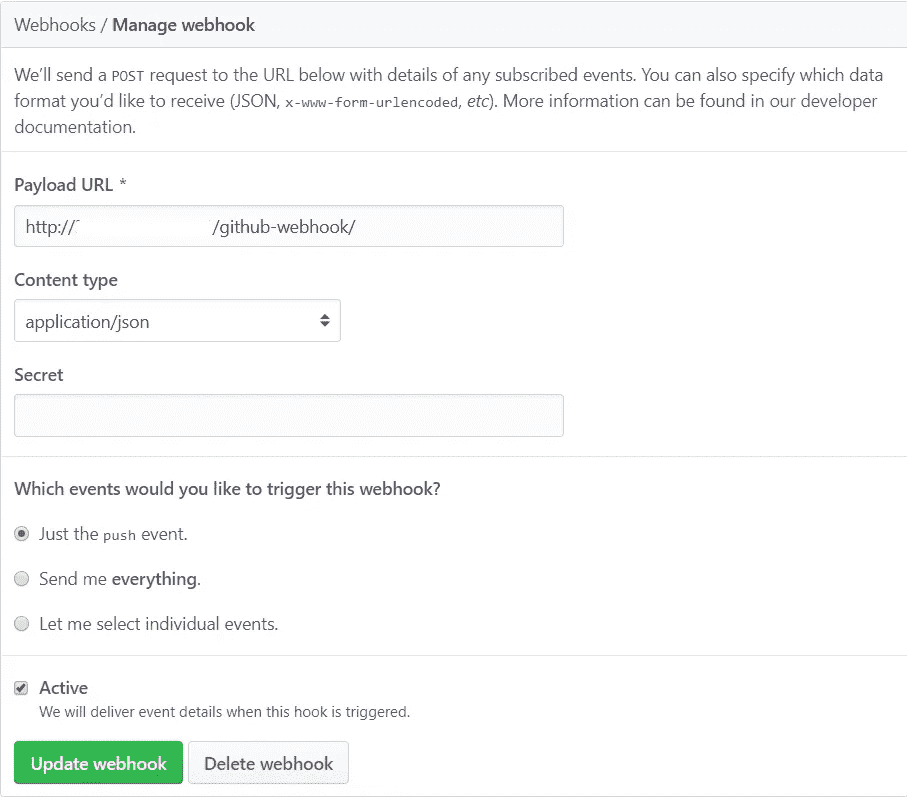 Webhooks / Manage webhook
We'll send a POST request to the URL below with details of any subscribed events. You can also specify which data
format you'd like to receive (JSON, x-www-form-urlencoded, etc). More information can be found in our developer
documentation.
Payload URL *
http:// /github-webhook/
Content type
application/json
Secret
Which events would you like to trigger this webhook?
Just the push event.
Send me everything.
Let me select individual events.
Active
We will deliver event details when this hook is triggered.
Update webhook Delete webhook